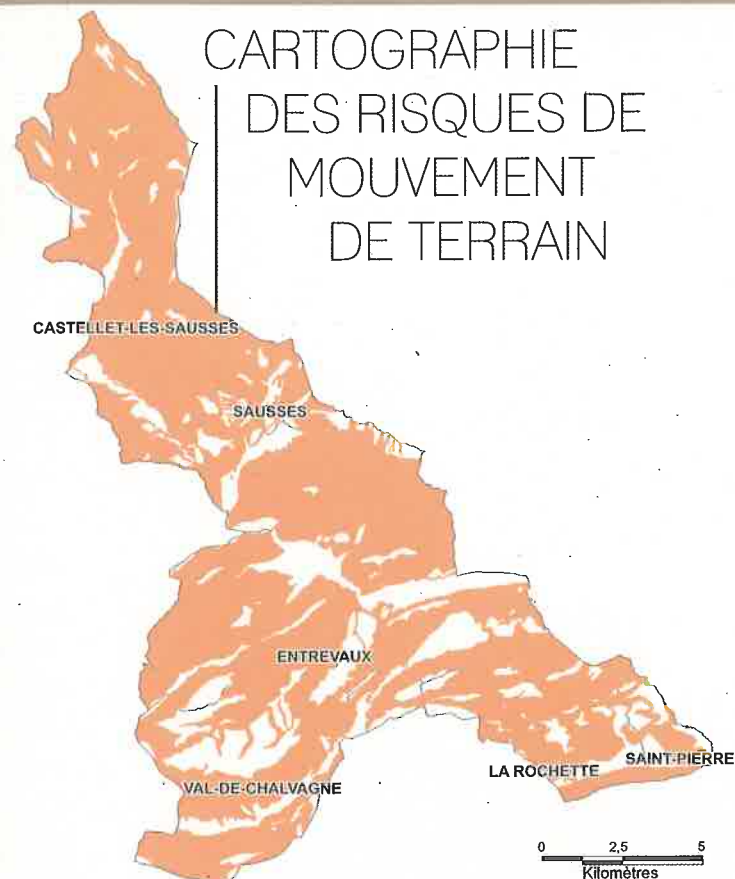 CARTOGRAPHIE
DES RISQUES DE
MOUVEMENT
DE TERRAIN
CASTELLET-LES-SAUSSES
SAUSSES
ENTREVAUX
VAL-DE-CHALVAGNE
LA ROCHETTE
SAINT-PIERRE
0 2,5 5
Kilomètres